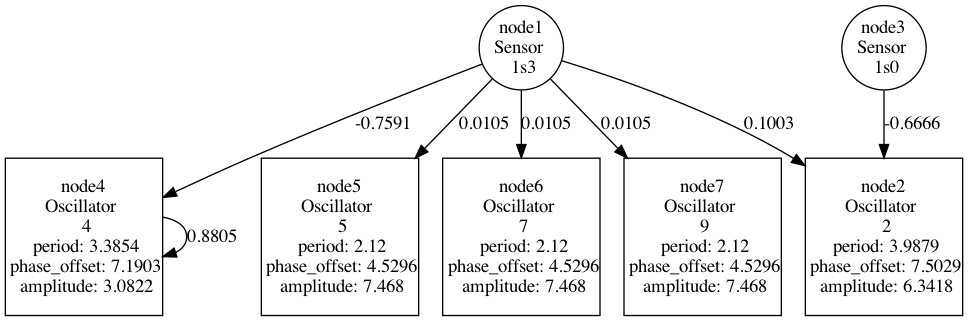 node1
Sensor
1s3
node3
Sensor
1s0
-0.7591
0.0105
0.0105
0.0105
0.1003
-0.6666
node4
Oscillator
4
period: 3.3854
phase_offset: 7.1903
amplitude: 3.0822
0.8805
node5
Oscillator
5
period: 2.12
phase_offset: 4.5296
amplitude: 7.468
node6
Oscillator
7
period: 2.12
phase_offset: 4.5296
amplitude: 7.468
node7
Oscillator
9
period: 2.12
phase_offset: 4.5296
amplitude: 7.468
node2
Oscillator
2
period: 3.9879
phase_offset: 7.5029
amplitude: 6.3418